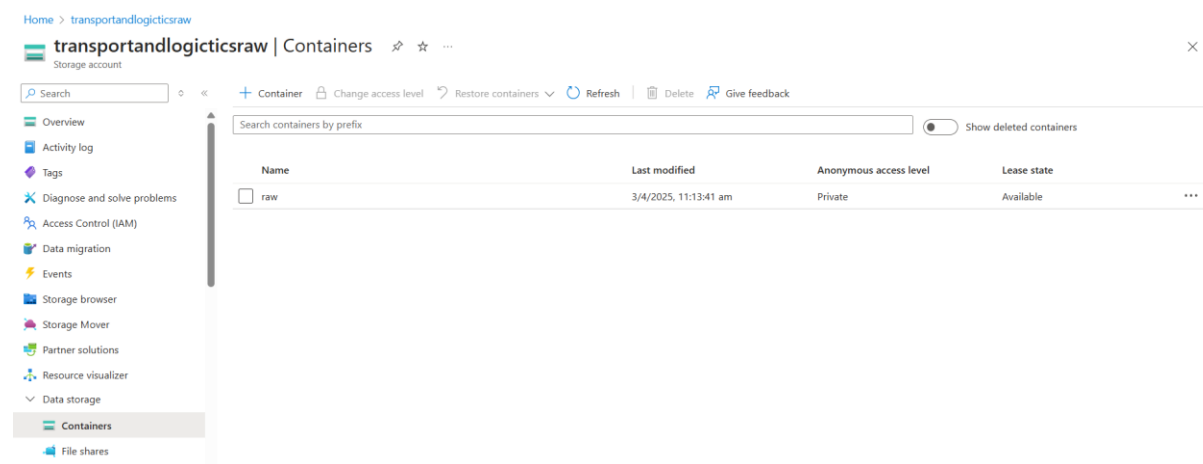 Home > transportandlogicticsraw
transportandlogicticsraw | Containers
Storage account
Search
Container
Change access level
Restore containers
Refresh
Delete
Give feedback
Overview
Activity log
Tags
Diagnose and solve problems
Access Control (IAM)
Data migration
Events
Storage browser
Storage Mover
Partner solutions
Resource visualizer
Data storage
Containers
File shares
Search containers by prefix
Show deleted containers
Name Last modified Anonymous access level Lease state
raw 3/4/2025, 11:13:41 am Private Available